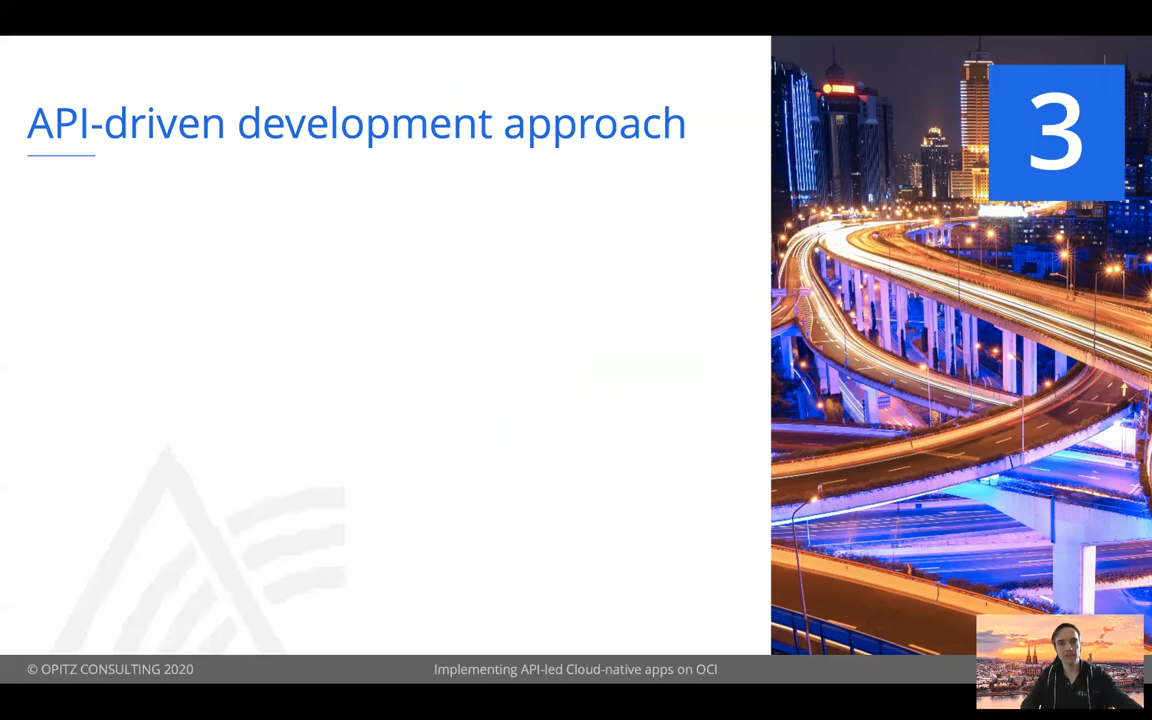 API-driven development approach
3
© OPITZ CONSULTING 2020
Implementing API-led Cloud-native apps on OCI